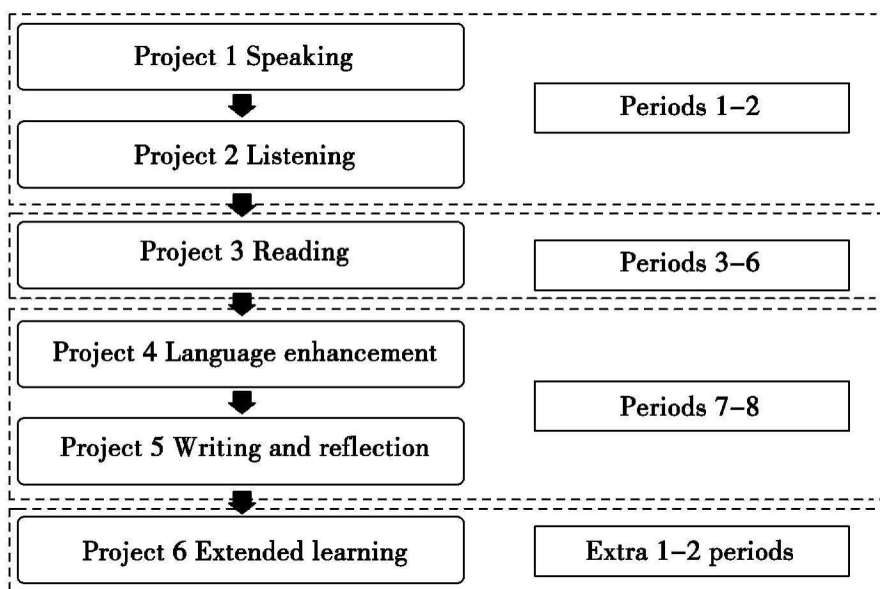 Project 1 Speaking
Periods 1–2
Project 2 Listening
Project 3 Reading
Periods 3–6
Project 4 Language enhancement
Periods 7–8
Project 5 Writing and reflection
Project 6 Extended learning
Extra 1–2 periods